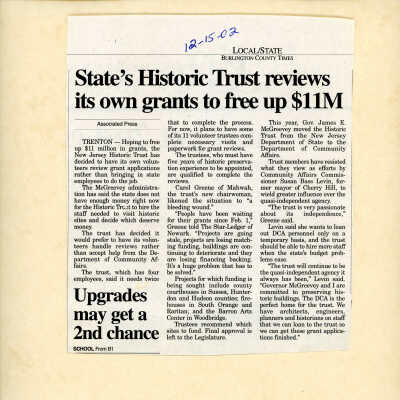 12-15-02
LOCAL/STATE
BURLINGTON COUNTY TIMES
State's Historic Trust reviews
its own grants to free up $11M
Associated Press
TRENTON — Hoping to free
up $11 million in grants, the
New Jersey Historic Trust has
decided to have its own volun-
teers review grant applications
rather than bringing in state
employees to do the job.
The McGreevey administra-
tion has said the state does not
have enough money right now
for the Historic Trust to hire the
staff needed to visit historic
sites and decide which deserve
money.
The trust has decided it
would prefer to have its volun-
teers handle reviews rather
than accept help from the De-
partment of Community Af-
fairs.
The trust, which has four
employees, said it needs twice
that to complete the process.
For now, it plans to have some
of its 11 volunteer trustees com-
plete necessary visits and
paperwork for grant reviews.
The trustees, who must have
five years of historic preserva-
tion experience to be appointed,
are qualified to complete the
reviews.
Carol Greene of Mahwah,
the trust's new chairwoman,
likened the situation to "a
bleeding wound."
"People have been waiting
for their grants since Feb. 1,"
Greene told The Star-Ledger of
Newark. "Projects are going
stale, projects are losing match-
ing funding, buildings are con-
tinuing to deteriorate and they
are losing financing backing.
It's a huge problem that has to
be solved."
Projects for which funding is
being sought include county
courthouses in Sussex, Hunter-
don and Hudson counties; fire-
houses in South Orange and
Raritan; and the Barron Arts
Center in Woodbridge.
Trustees recommend which
sites to fund. Final approval is
left to the Legislature.
This year, Gov. James E.
McGreevey moved the Historic
Trust from the New Jersey
Department of State to the
Department of Community
Affairs.
Trust members have resisted
what they view as efforts by
Community Affairs Commis-
sioner Susan Bass Levin, for-
mer mayor of Cherry Hill, to
wield greater influence over the
quasi-independent agency.
"The trust is very passionate
about its independence,"
Greene said.
Levin said she wants to loan
out DCA personnel only on a
temporary basis, and the trust
should be able to hire more staff
when the state's budget prob-
lems ease.
"The trust will continue to be
the quasi-independent agency it
always has been," Levin said.
"Governor McGreevey and I are
committed to preserving his-
toric buildings. The DCA is the
perfect home for the trust. We
have architects, engineers,
planners and historians on staff
that we can loan to the trust so
we can get these grant applica-
tions finished."
Upgrades
may get a
2nd chance
SCHOOL From B1